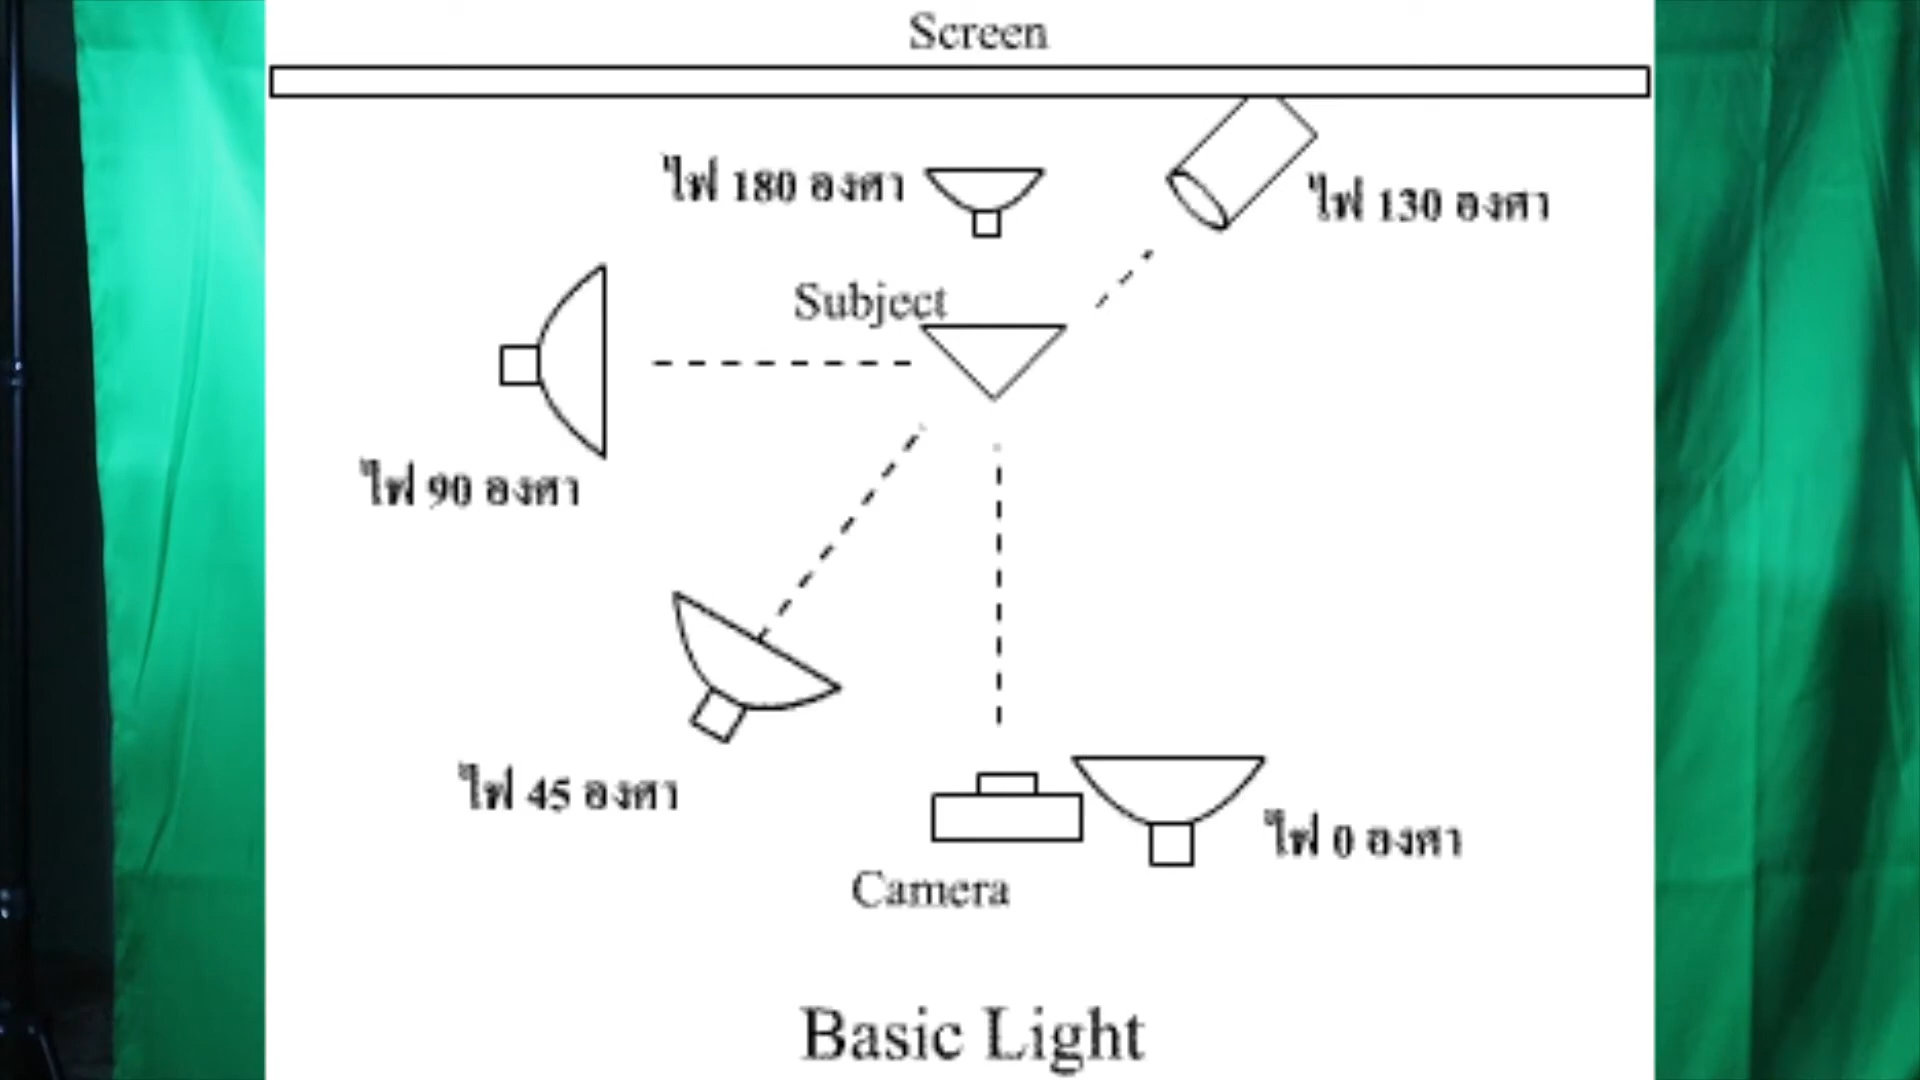 Screen
ไฟ 180 องศา
ไฟ 130 องศา
Subject
ไฟ 90 องศา
ไฟ 45 องศา
ไฟ 0 องศา
Camera
Basic Light